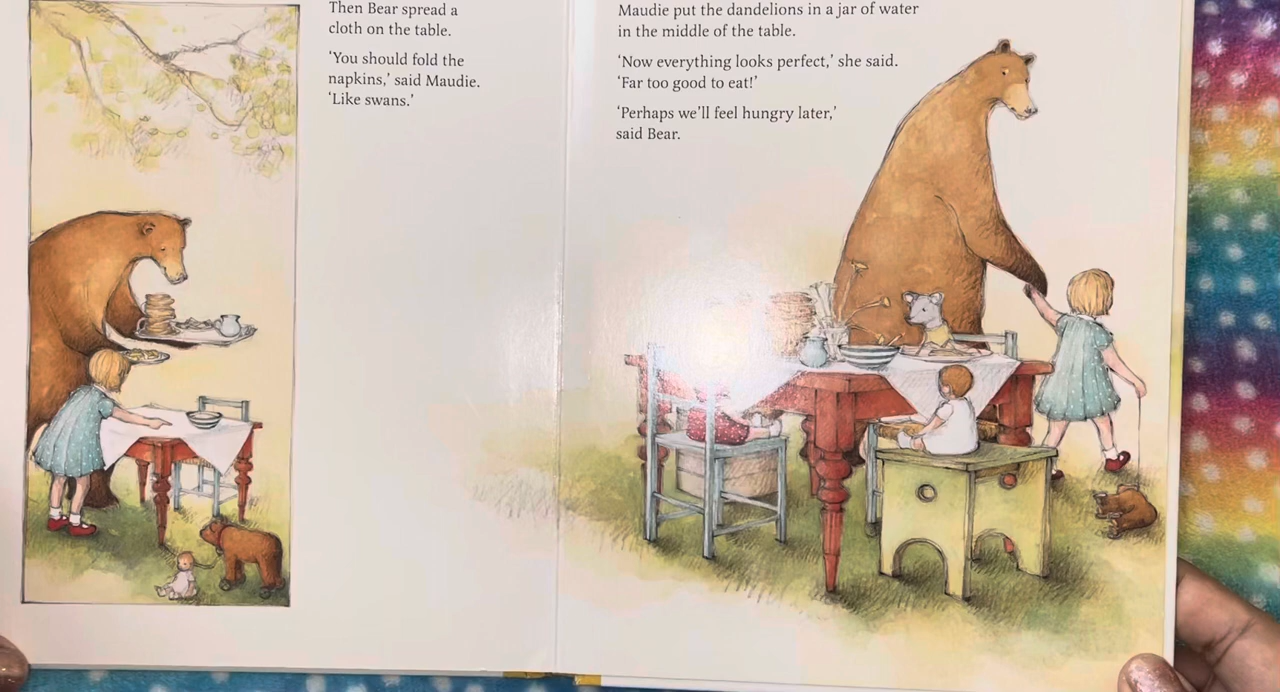 Then Bear spread a
cloth on the table.
‘You should fold the
napkins,’ said Maudie.
‘Like swans.’
Maudie put the dandelions in a jar of water
in the middle of the table.
‘Now everything looks perfect,’ she said.
‘Far too good to eat!’
‘Perhaps we’ll feel hungry later,’
said Bear.